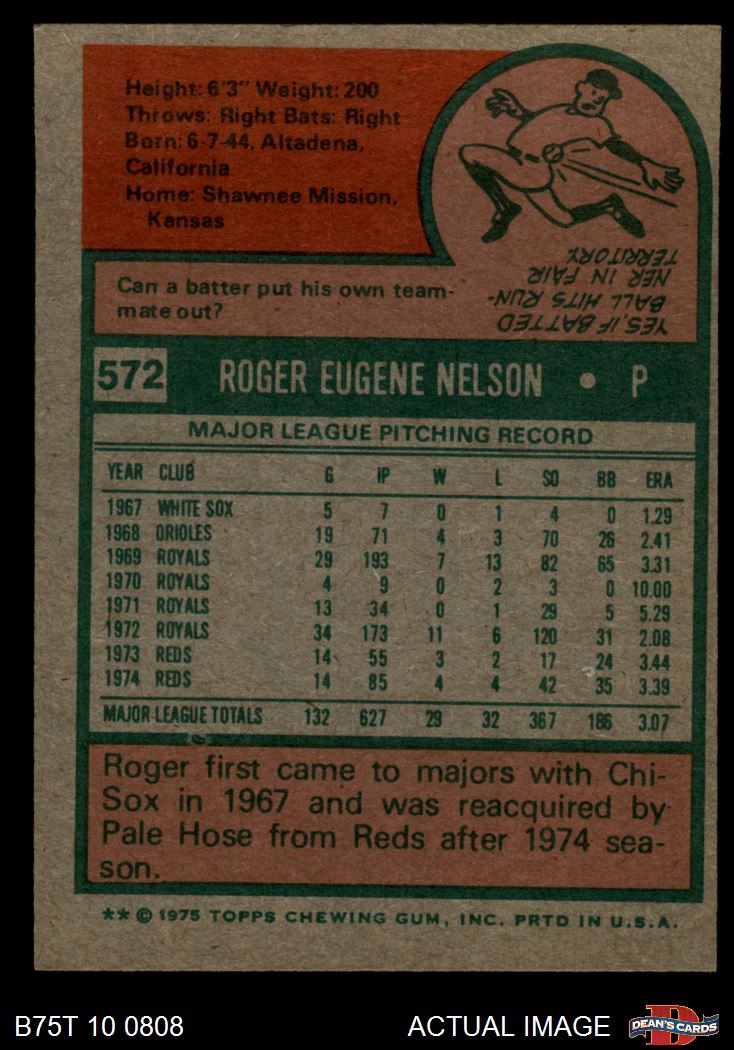 Height: 6'3" Weight: 200
Throws: Right Bats: Right
Born: 6-7-44, Altadena,
California
Home: Shawnee Mission,
Kansas
Can a batter put his own team-
mate out?
YES, IF BATTED
BALL HITS RUN-
NER IN FAIR
TERRITORY.
572 ROGER EUGENE NELSON • P
MAJOR LEAGUE PITCHING RECORD
YEAR CLUB G IP W L SO BB ERA
1967 WHITE SOX 5 7 0 1 4 0 1.29
1968 ORIOLES 19 71 4 3 70 26 2.41
1969 ROYALS 29 193 7 13 82 65 3.31
1970 ROYALS 4 9 0 2 3 0 10.00
1971 ROYALS 13 34 0 1 29 5 5.29
1972 ROYALS 34 173 11 6 120 31 2.08
1973 REDS 14 55 3 2 17 24 3.44
1974 REDS 14 85 4 4 42 35 3.39
MAJOR LEAGUE TOTALS 132 627 29 32 367 186 3.07
Roger first came to majors with Chi-
Sox in 1967 and was reacquired by
Pale Hose from Reds after 1974 sea-
son.
** © 1975 TOPPS CHEWING GUM, INC. PRTD IN U.S.A.
B75T 10 0808 ACTUAL IMAGE DEAN'S CARDS